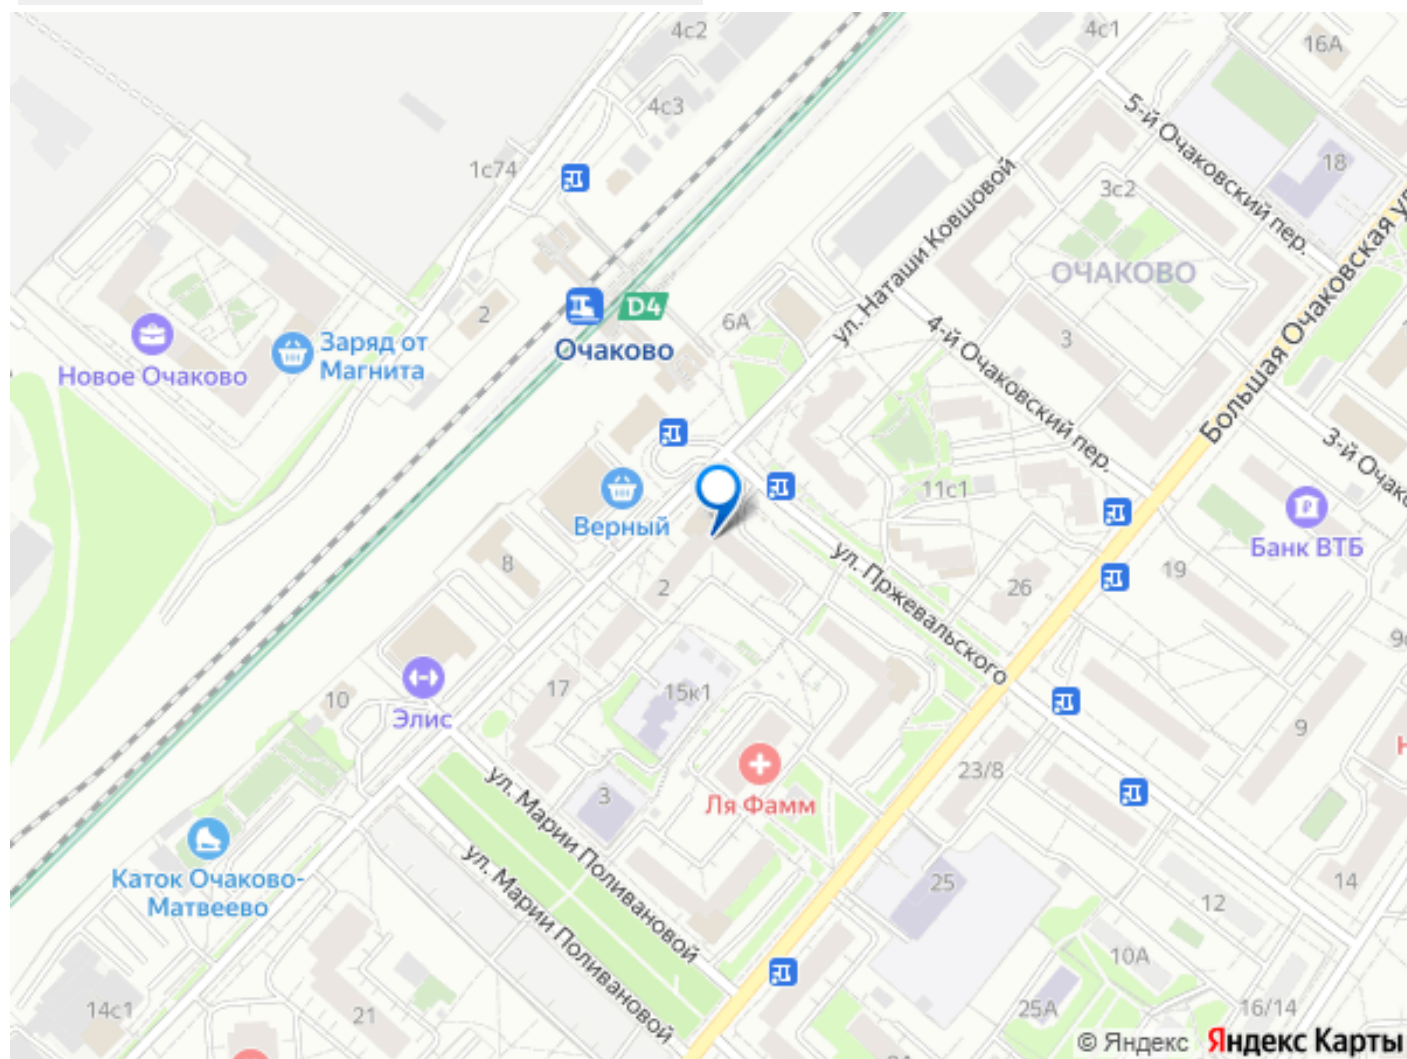 4с2
4с1
16А
4с3
5-й Очаковский пер.
1с74
18
3с2
ОЧАКОВО
ул. Наташи Ковшовой
Большая Очаковская ул
2
D4
6А
Очаково
Заряд от
Магнита
Новое Очаково
4-й Очаковский пер.
3
3-й Очако
Верный
11с1
Банк ВТБ
8
2
ул. Пржевальского
26
19
9с
17
15к1
10
Элис
9
Н
23/8
ул. Марии Поливановой
3
Ля Фамм
Каток Очаково-
Матвеево
ул. Марии Поливановой
25
14
12
10А
14с1
21
25А
16/14
© Яндекс Яндекс Карты